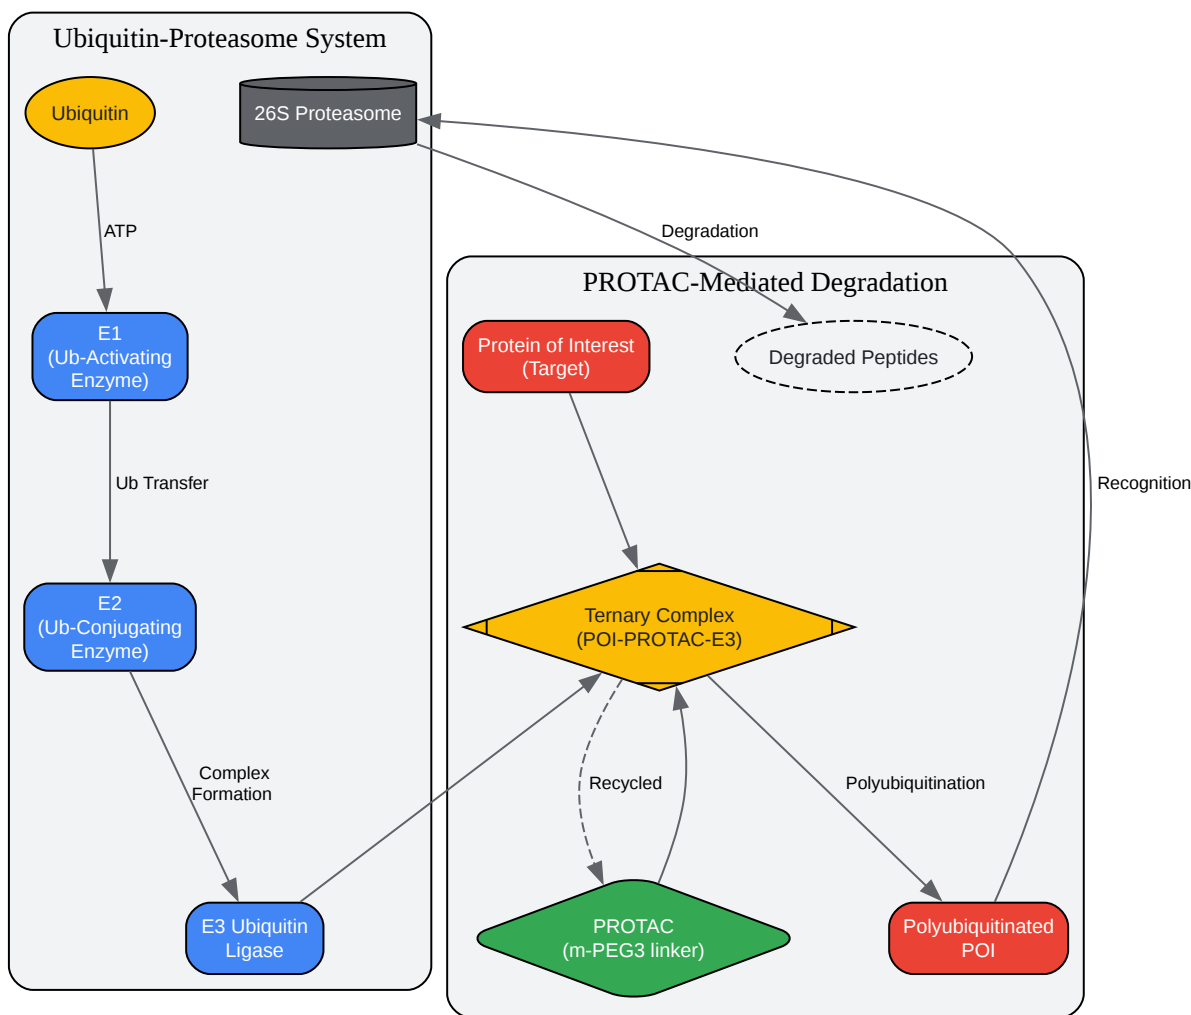 Ubiquitin-Proteasome System
Ubiquitin
26S Proteasome
ATP
Degradation
PROTAC-Mediated Degradation
E1
(Ub-Activating
Enzyme)
Protein of Interest
(Target)
Degraded Peptides
Ub Transfer
Recognition
E2
(Ub-Conjugating
Enzyme)
Ternary Complex
(POI-PROTAC-E3)
Complex
Formation
Recycled
Polyubiquitination
E3 Ubiquitin
Ligase
PROTAC
(m-PEG3 linker)
Polyubiquitinated
POI